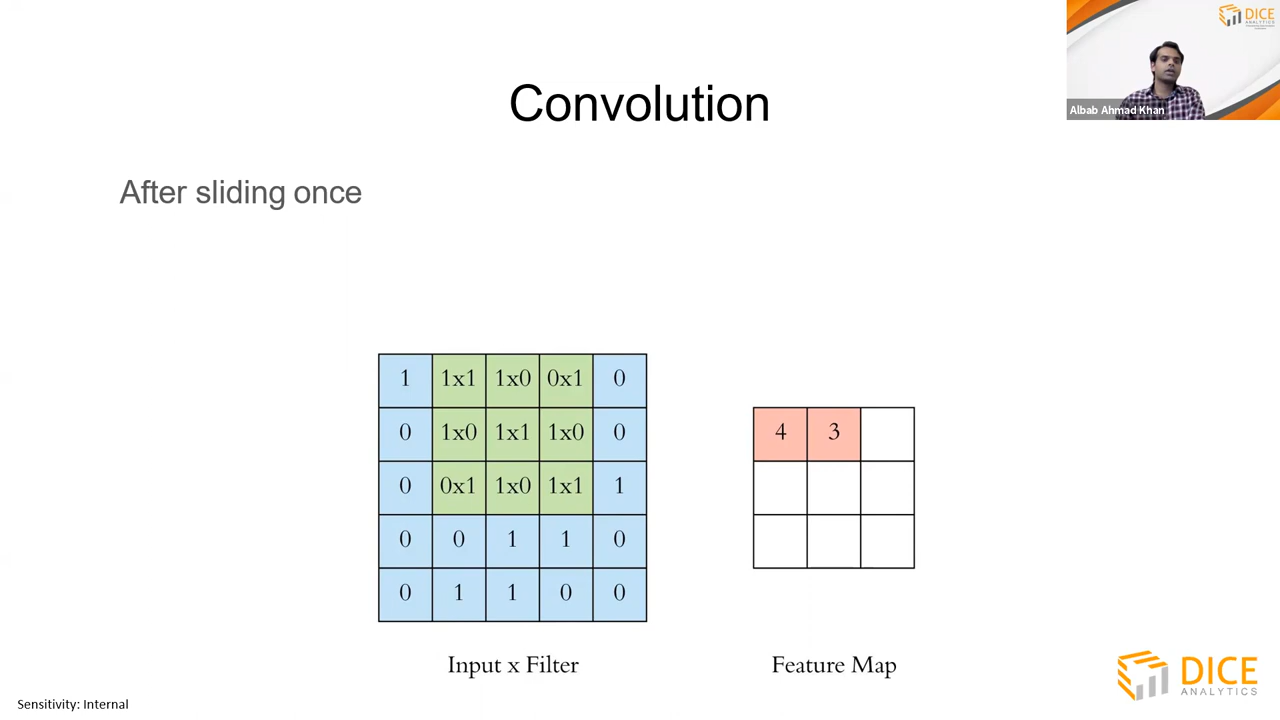 DICE
ANALYTICS
Albab Ahmad Khan
Convolution
After sliding once
1 1x1 1x0 0x1 0
0 1x0 1x1 1x0 0
0 0x1 1x0 1x1 1
0 0 1 1 0
0 1 1 0 0
4 3
Input x Filter
Feature Map
DICE
ANALYTICS
Sensitivity: Internal